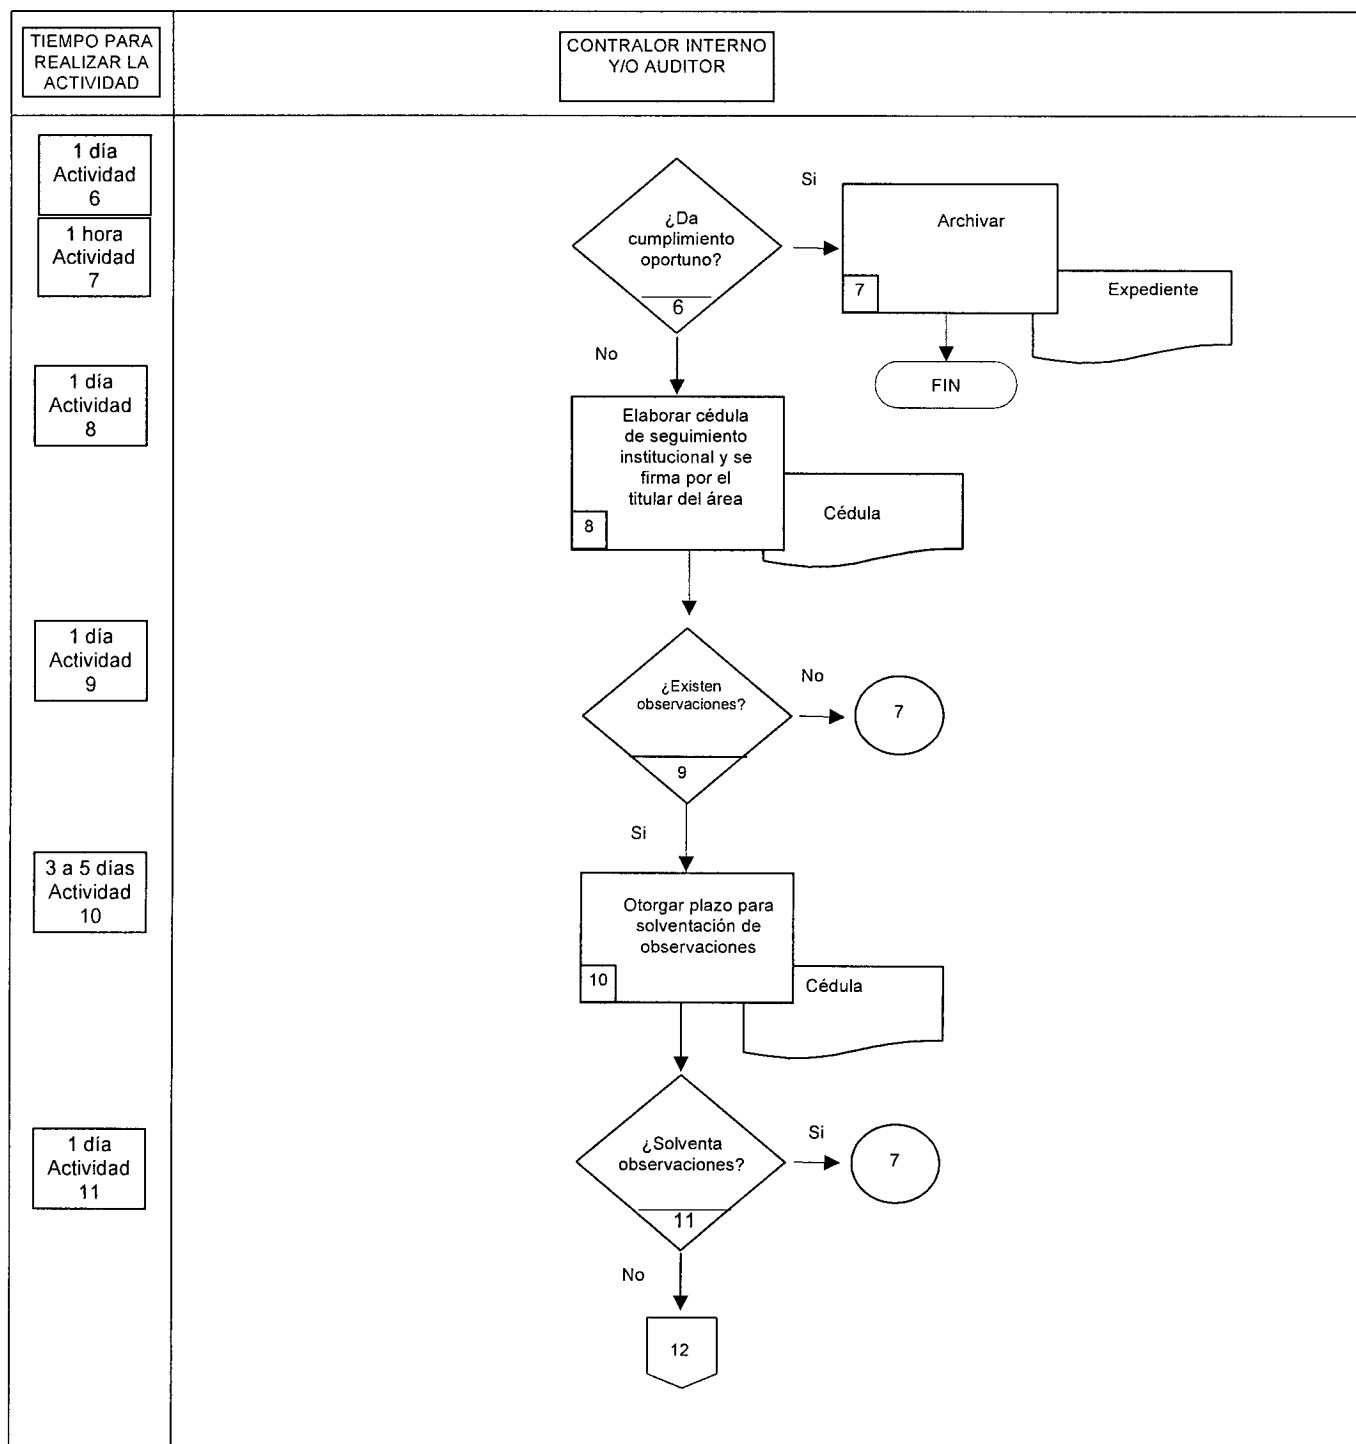 TIEMPO PARA
REALIZAR LA
ACTIVIDAD
CONTRALOR INTERNO
Y/O AUDITOR
1 día
Actividad
6
1 hora
Actividad
7
¿Da
cumplimiento
oportuno?
6
Si
Archivar
7
Expediente
FIN
No
1 día
Actividad
8
Elaborar cédula
de seguimiento
institucional y se
firma por el
titular del área
8
Cédula
1 día
Actividad
9
¿Existen
observaciones?
9
No
7
Si
3 a 5 días
Actividad
10
Otorgar plazo para
solventación de
observaciones
10
Cédula
1 día
Actividad
11
¿Solventa
observaciones?
11
Si
7
No
12